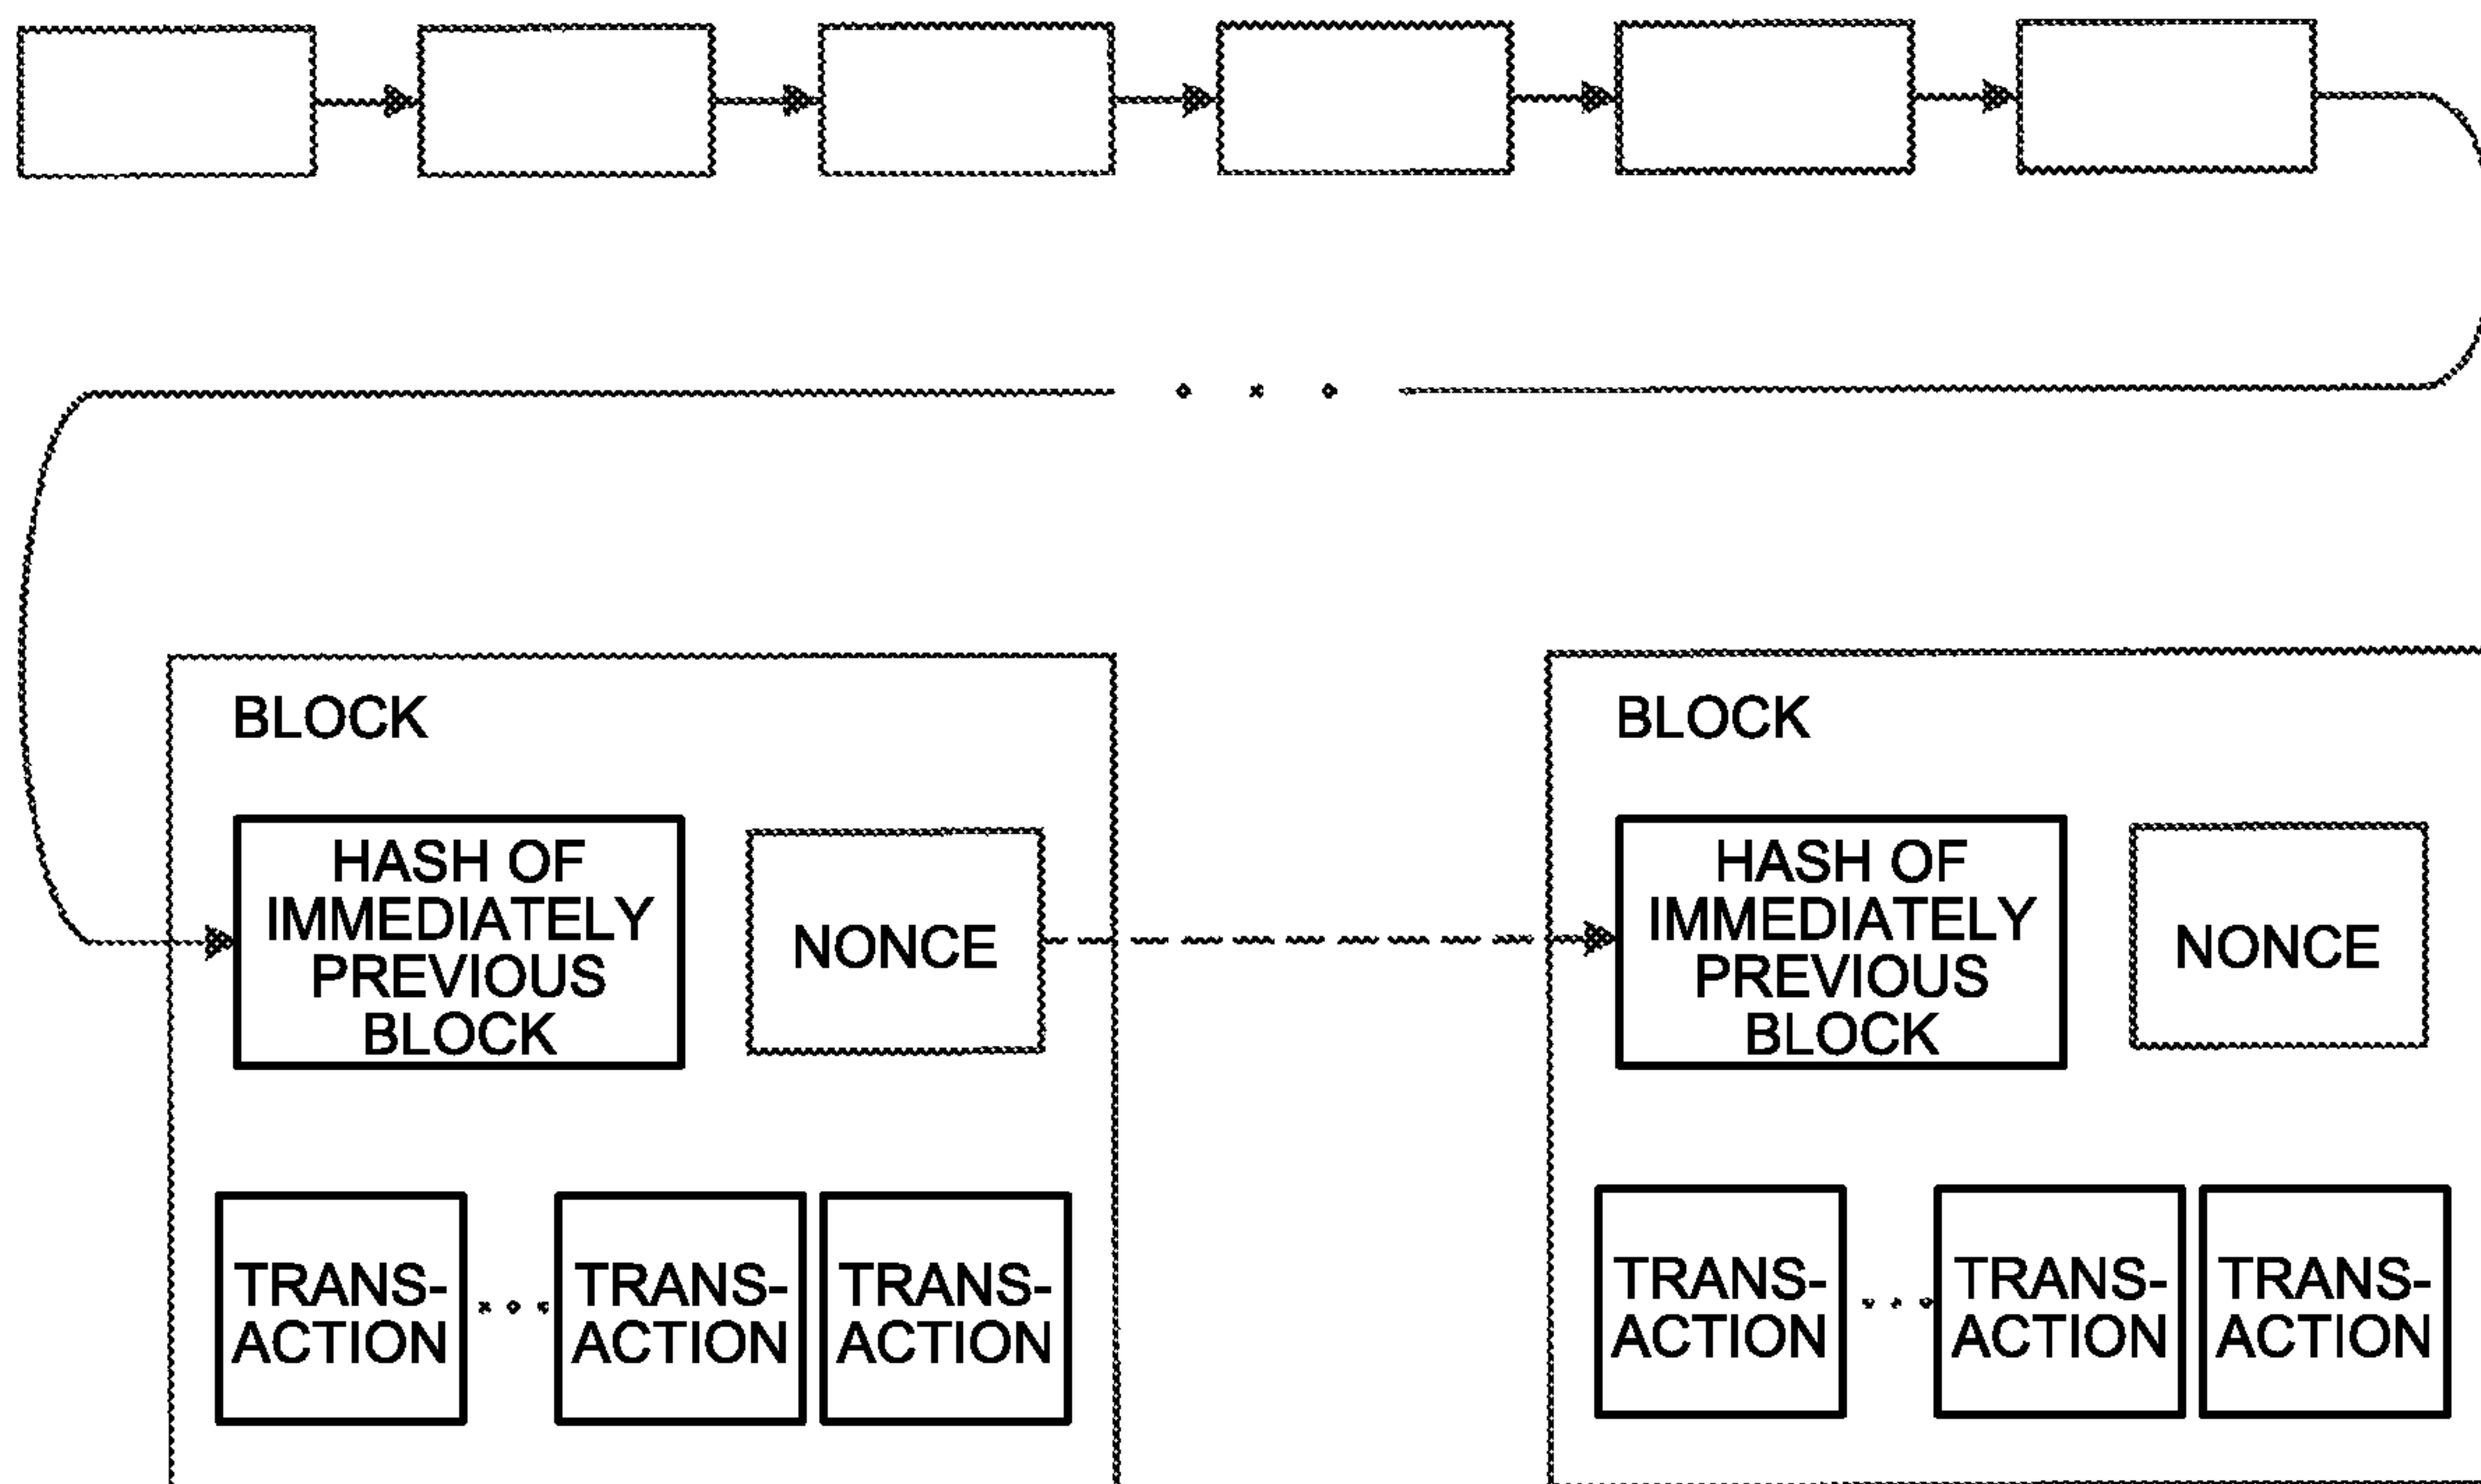 BLOCK
HASH OF
IMMEDIATELY
PREVIOUS
BLOCK
NONCE
TRANS-
ACTION
TRANS-
ACTION
TRANS-
ACTION
BLOCK
HASH OF
IMMEDIATELY
PREVIOUS
BLOCK
NONCE
TRANS-
ACTION
TRANS-
ACTION
TRANS-
ACTION